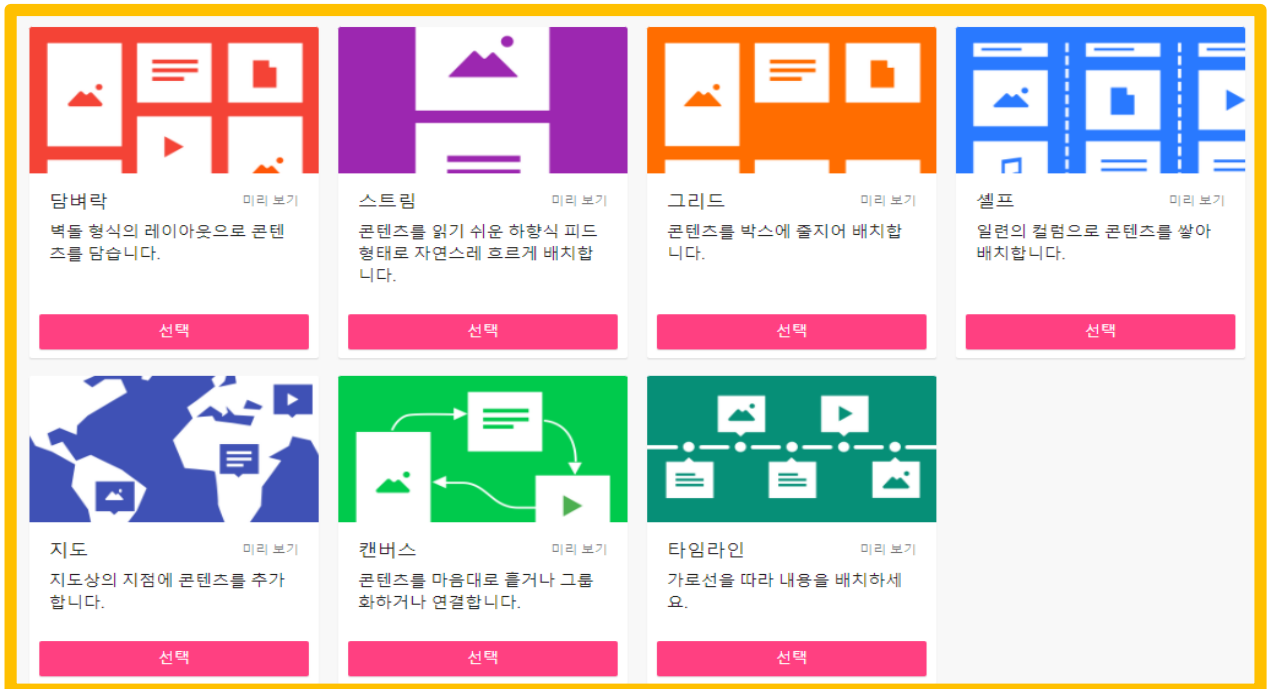 담벼락 미리 보기
벽돌 형식의 레이아웃으로 콘텐
츠를 담습니다.
선택
스트림 미리 보기
콘텐츠를 읽기 쉬운 하향식 피드
형태로 자연스레 흐르게 배치합
니다.
선택
그리드 미리 보기
콘텐츠를 박스에 줄지어 배치합
니다.
선택
셸프 미리 보기
일련의 컬럼으로 콘텐츠를 쌓아
배치합니다.
선택
지도 미리 보기
지도상의 지점에 콘텐츠를 추가
합니다.
선택
캔버스 미리 보기
콘텐츠를 마음대로 흩거나 그룹
화하거나 연결합니다.
선택
타임라인 미리 보기
가로선을 따라 내용을 배치하세
요.
선택